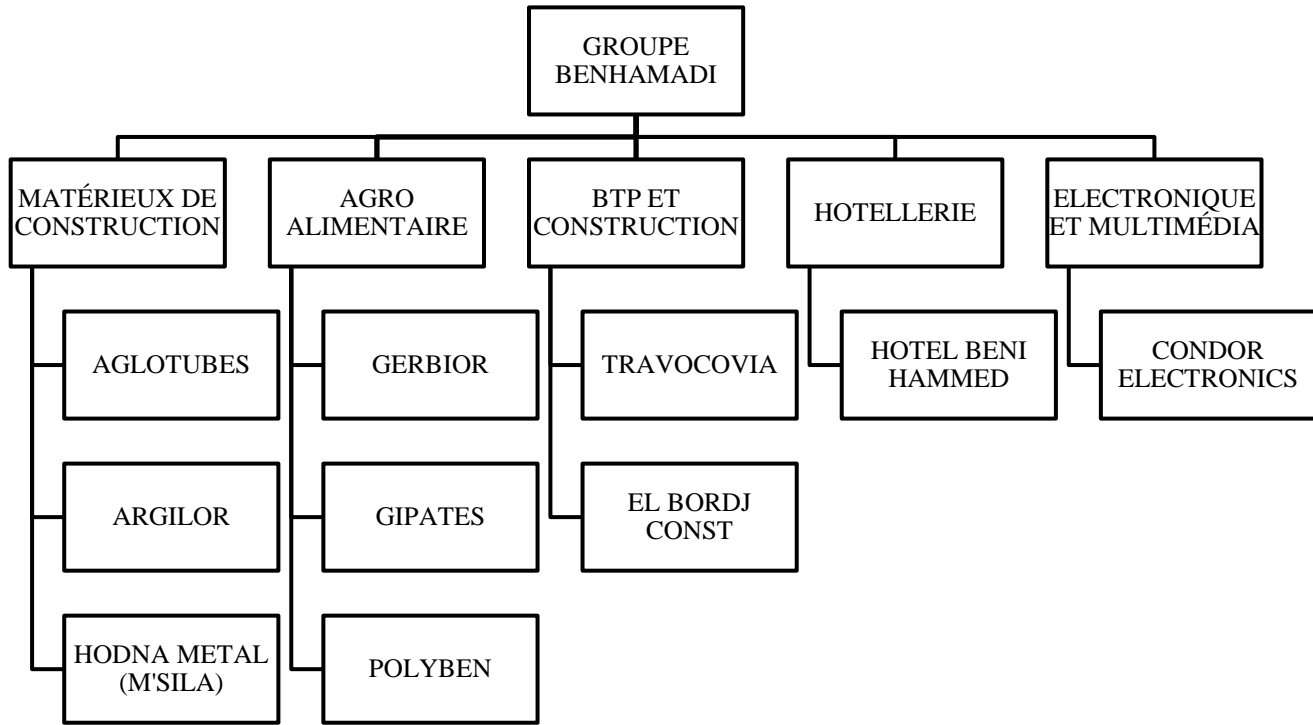 GROUPE
BENHAMADI
MATÉRIEUX DE
CONSTRUCTION
AGRO
ALIMENTAIRE
BTP ET
CONSTRUCTION
HOTELLERIE
ELECTRONIQUE
ET MULTIMÉDIA
AGLOTUBES
GERBIOR
TRAVOCOVIA
HOTEL BENI
HAMMED
CONDOR
ELECTRONICS
ARGILOR
GIPATES
EL BORDJ
CONST
HODNA METAL
(M'SILA)
POLYBEN